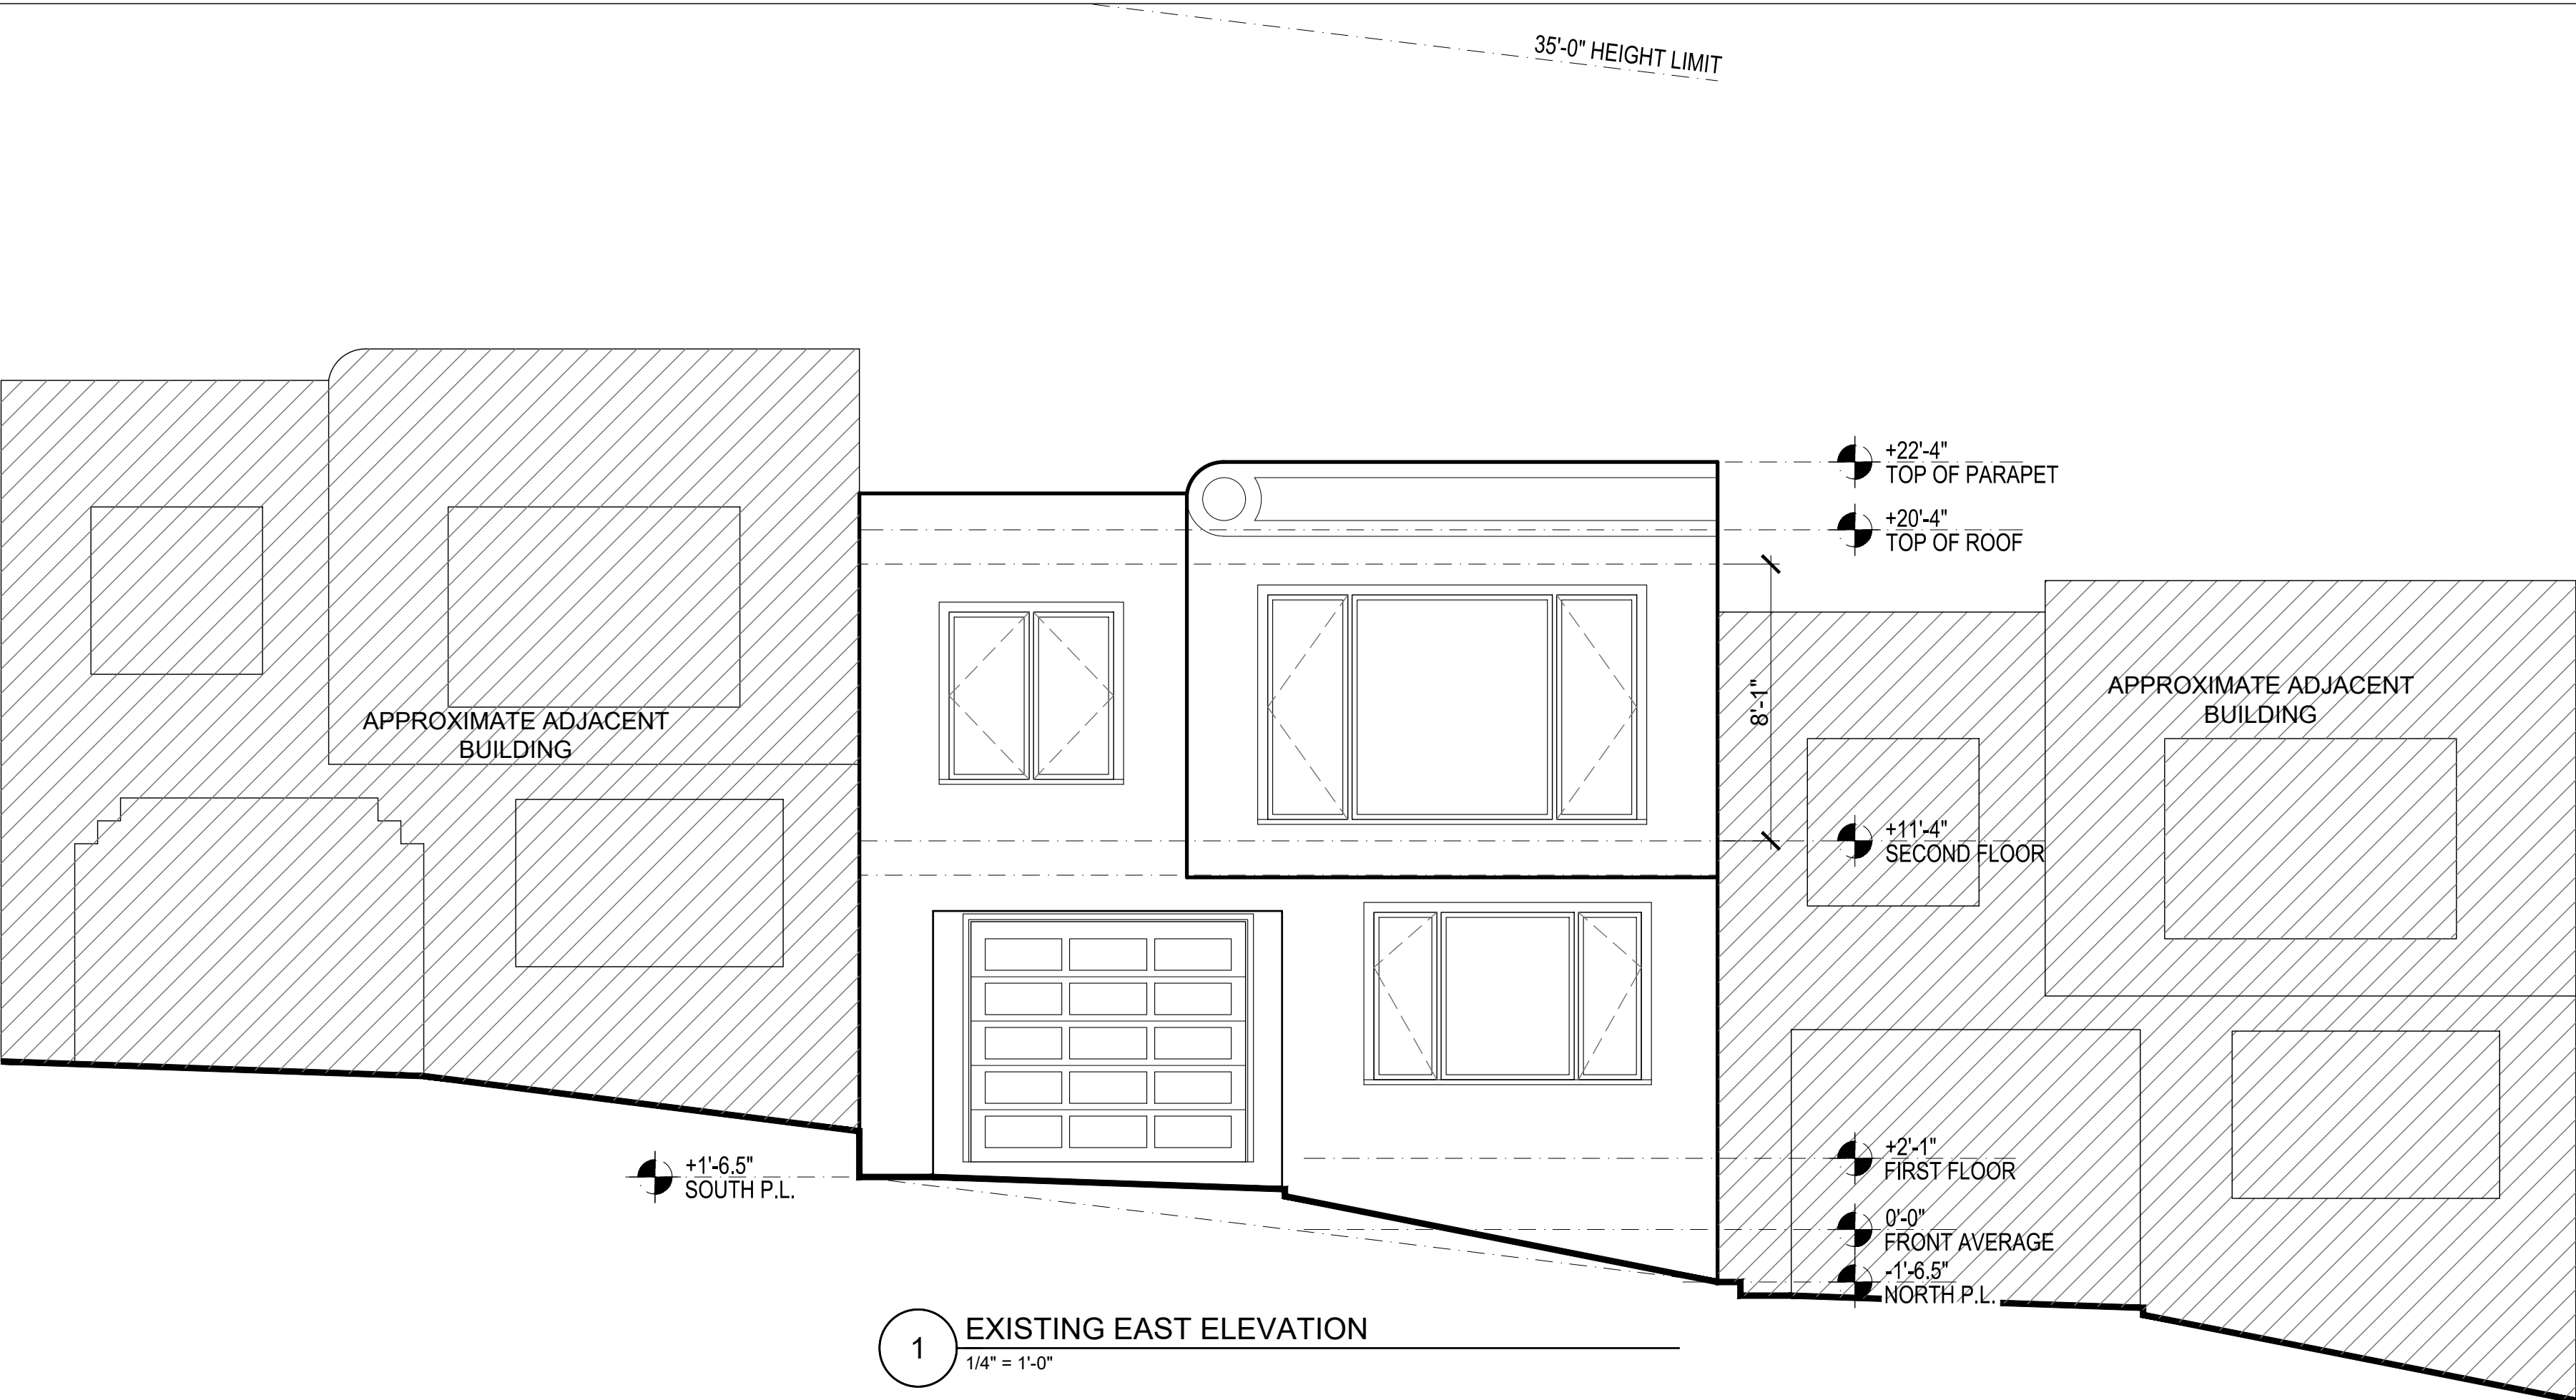 35'-0" HEIGHT LIMIT
+22'-4"
TOP OF PARAPET
+20'-4"
TOP OF ROOF
8'-1"
APPROXIMATE ADJACENT
BUILDING
APPROXIMATE ADJACENT
BUILDING
+11'-4"
SECOND FLOOR
+2'-1"
FIRST FLOOR
+1'-6.5"
SOUTH P.L.
0'-0"
FRONT AVERAGE
-1'-6.5"
NORTH P.L.
1
EXISTING EAST ELEVATION
1/4" = 1'-0"